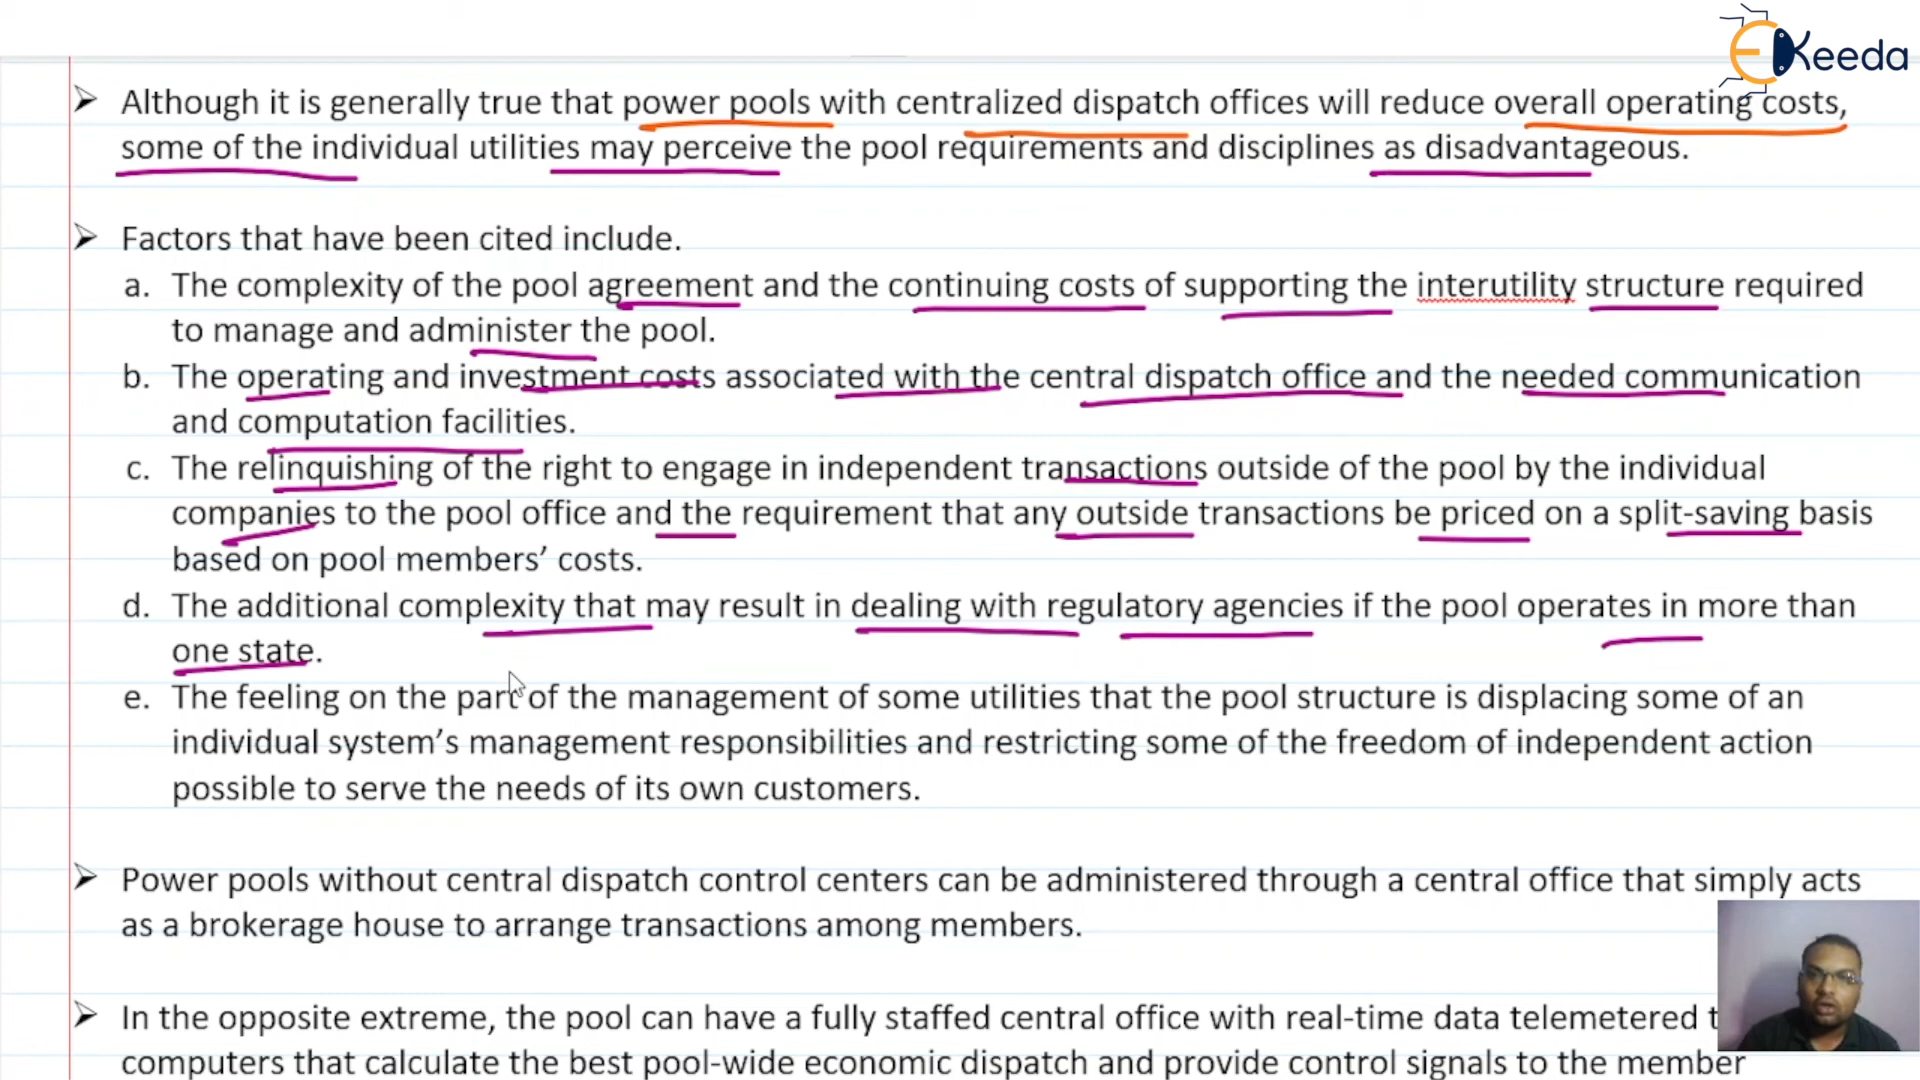 EKeeda
➢ Although it is generally true that power pools with centralized dispatch offices will reduce overall operating costs,
some of the individual utilities may perceive the pool requirements and disciplines as disadvantageous.
➢ Factors that have been cited include.
a. The complexity of the pool agreement and the continuing costs of supporting the interutility structure required
to manage and administer the pool.
b. The operating and investment costs associated with the central dispatch office and the needed communication
and computation facilities.
c. The relinquishing of the right to engage in independent transactions outside of the pool by the individual
companies to the pool office and the requirement that any outside transactions be priced on a split-saving basis
based on pool members’ costs.
d. The additional complexity that may result in dealing with regulatory agencies if the pool operates in more than
one state.
e. The feeling on the part of the management of some utilities that the pool structure is displacing some of an
individual system’s management responsibilities and restricting some of the freedom of independent action
possible to serve the needs of its own customers.
➢ Power pools without central dispatch control centers can be administered through a central office that simply acts
as a brokerage house to arrange transactions among members.
➢ In the opposite extreme, the pool can have a fully staffed central office with real-time data telemetered
computers that calculate the best pool-wide economic dispatch and provide control signals to the member